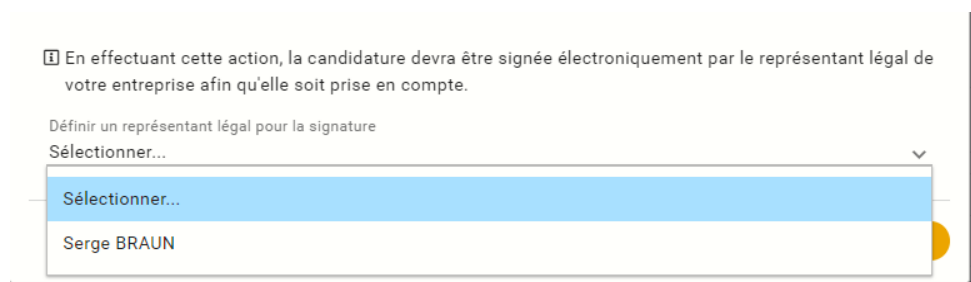 En effectuant cette action, la candidature devra être signée électroniquement par le représentant légal de
votre entreprise afin qu'elle soit prise en compte.
Définir un représentant légal pour la signature
Sélectionner...
Sélectionner...
Serge BRAUN